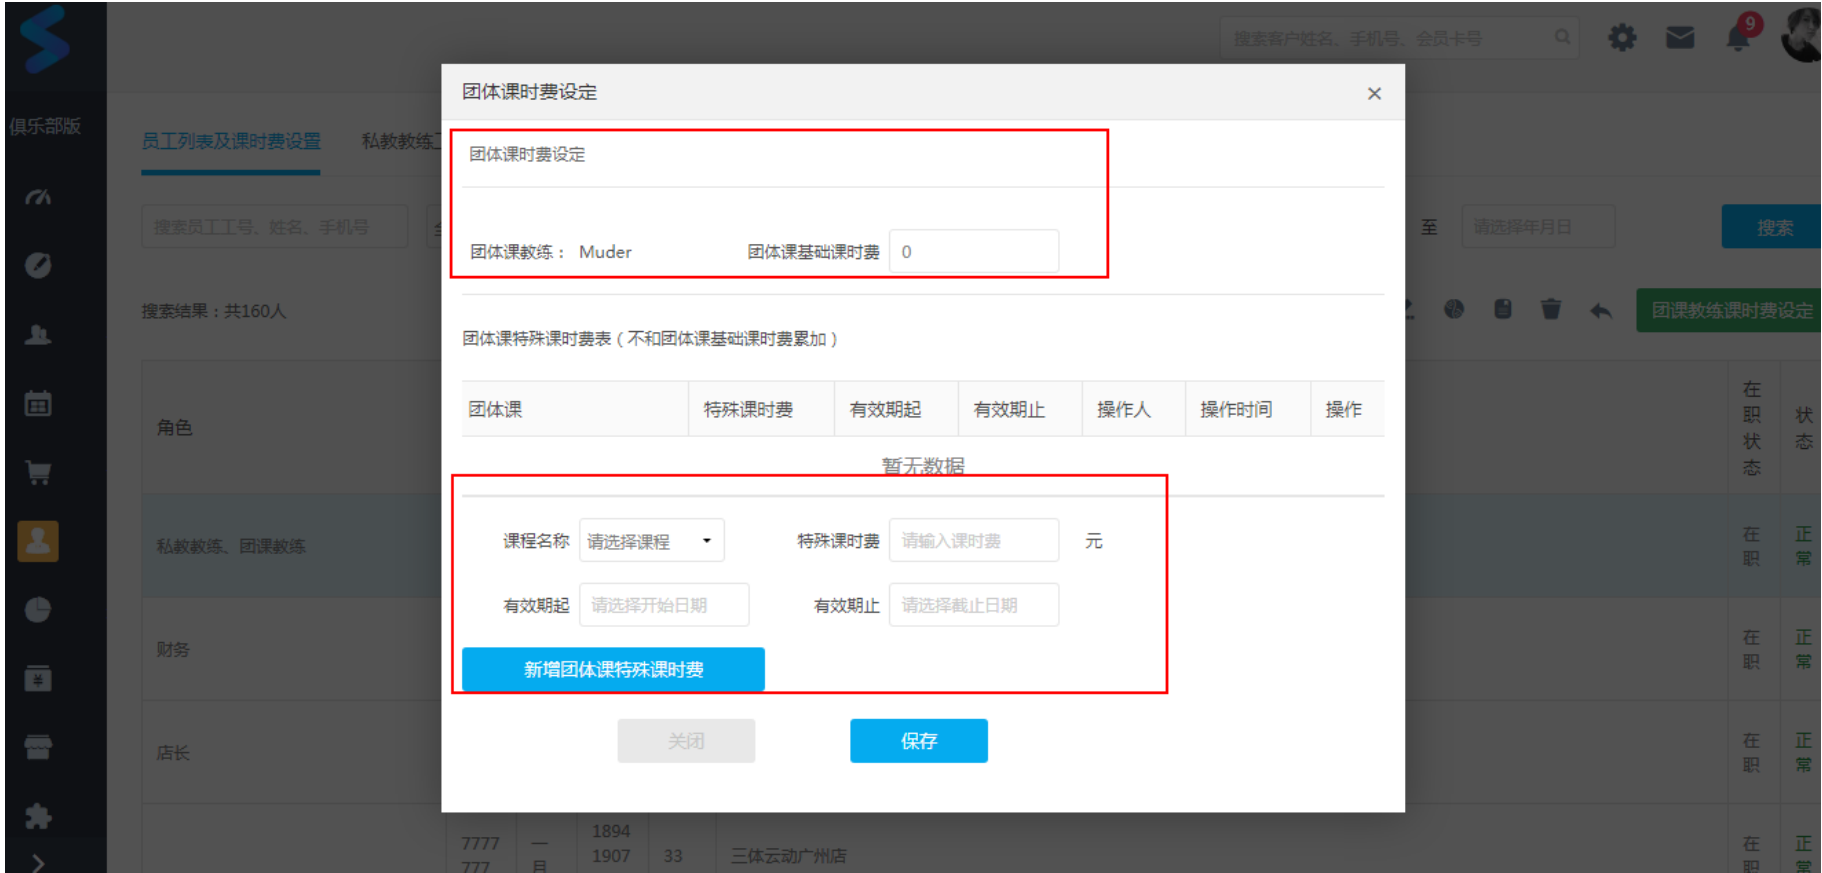 搜索客户姓名、手机号、会员卡号
9
俱乐部版
员工列表及课时费设置
私教教练
搜索员工工号、姓名、手机号
至
请选择年月日
搜索
搜索结果：共160人
团课教练课时费设定
角色
在职状态
状态
私教教练、团课教练
在职
正常
财务
在职
正常
店长
在职
正常
7777
777
一
月
1894
1907
33
三体云动广州店
在职
正常
团体课时费设定
×
团体课时费设定
团体课教练： Muder
团体课基础课时费 0
团体课特殊课时费表（不和团体课基础课时费累加）
团体课 特殊课时费 有效期起 有效期止 操作人 操作时间 操作
暂无数据
课程名称 请选择课程 特殊课时费 请输入课时费 元
有效期起 请选择开始日期 有效期止 请选择截止日期
新增团体课特殊课时费
关闭 保存